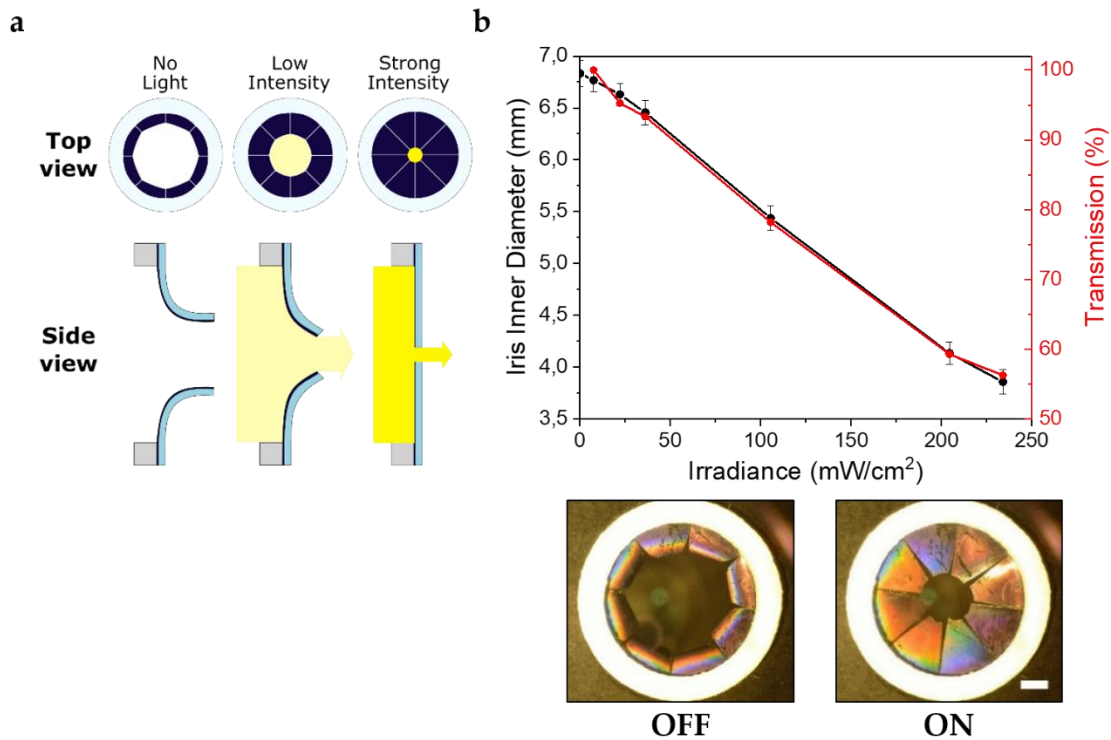 a
No Light
Low Intensity
Strong Intensity
Top view
Side view
b
7,0
6,5
6,0
5,5
5,0
4,5
4,0
3,5
Iris Inner Diameter (mm)
100
90
80
70
60
50
Transmission (%)
0
50
100
150
200
250
Irradiance (mW/cm²)
OFF
ON